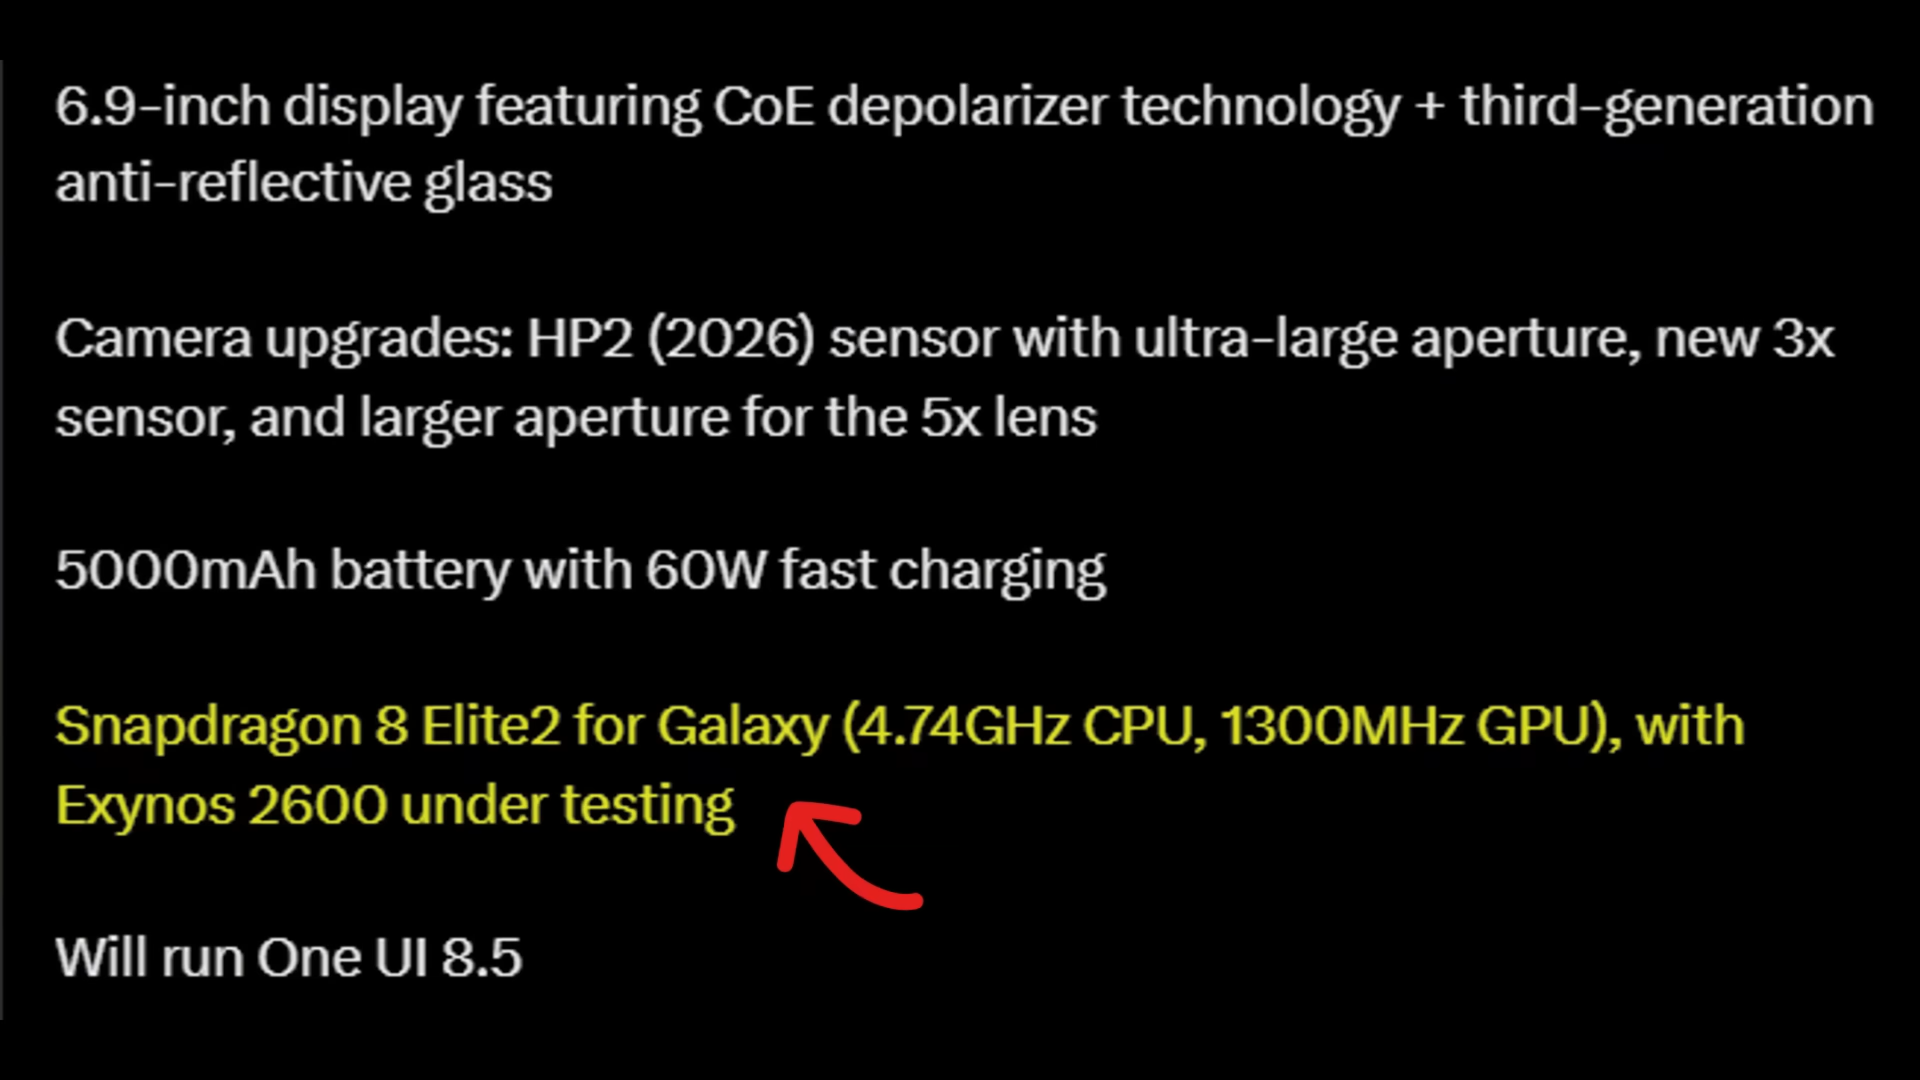 6.9-inch display featuring CoE depolarizer technology + third-generation
anti-reflective glass
Camera upgrades: HP2 (2026) sensor with ultra-large aperture, new 3x
sensor, and larger aperture for the 5x lens
5000mAh battery with 60W fast charging
Snapdragon 8 Elite2 for Galaxy (4.74GHz CPU, 1300MHz GPU), with
Exynos 2600 under testing
Will run One UI 8.5